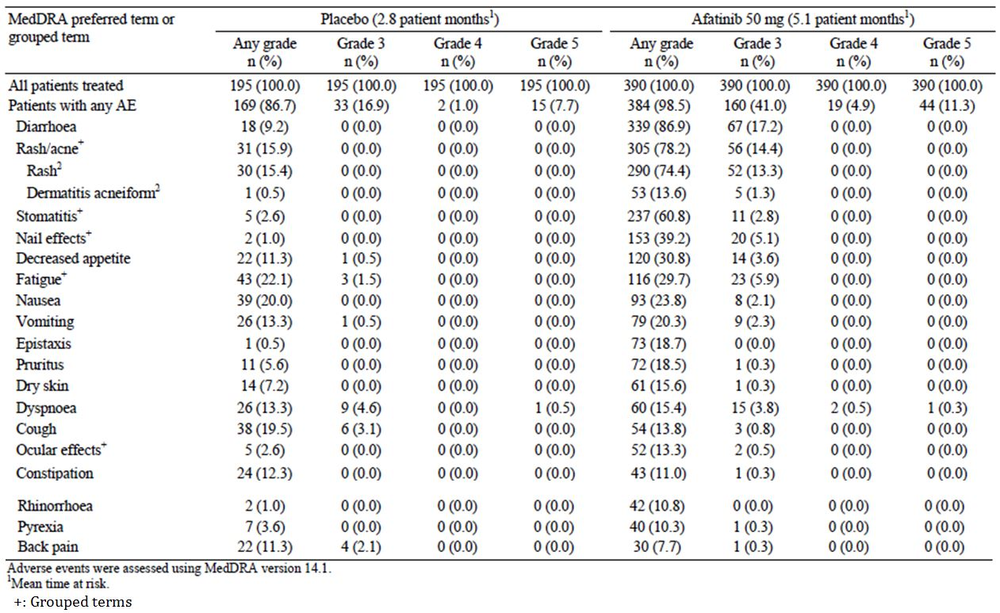 MedDRA preferred term or grouped term Placebo (2.8 patient months1) Afatinib 50 mg (5.1 patient months1)
Any grade n (%) Grade 3 n (%) Grade 4 n (%) Grade 5 n (%) Any grade n (%) Grade 3 n (%) Grade 4 n (%) Grade 5 n (%)
All patients treated 195 (100.0) 195 (100.0) 195 (100.0) 195 (100.0) 390 (100.0) 390 (100.0) 390 (100.0) 390 (100.0)
Patients with any AE 169 (86.7) 33 (16.9) 2 (1.0) 15 (7.7) 384 (98.5) 160 (41.0) 19 (4.9) 44 (11.3)
Diarrhoea 18 (9.2) 0 (0.0) 0 (0.0) 0 (0.0) 339 (86.9) 67 (17.2) 0 (0.0) 0 (0.0)
Rash/acne+ 31 (15.9) 0 (0.0) 0 (0.0) 0 (0.0) 305 (78.2) 56 (14.4) 0 (0.0) 0 (0.0)
Rash2 30 (15.4) 0 (0.0) 0 (0.0) 0 (0.0) 290 (74.4) 52 (13.3) 0 (0.0) 0 (0.0)
Dermatitis acneiform2 1 (0.5) 0 (0.0) 0 (0.0) 0 (0.0) 53 (13.6) 5 (1.3) 0 (0.0) 0 (0.0)
Stomatitis+ 5 (2.6) 0 (0.0) 0 (0.0) 0 (0.0) 237 (60.8) 11 (2.8) 0 (0.0) 0 (0.0)
Nail effects+ 2 (1.0) 0 (0.0) 0 (0.0) 0 (0.0) 153 (39.2) 20 (5.1) 0 (0.0) 0 (0.0)
Decreased appetite 22 (11.3) 1 (0.5) 0 (0.0) 0 (0.0) 120 (30.8) 14 (3.6) 0 (0.0) 0 (0.0)
Fatigue+ 43 (22.1) 3 (1.5) 0 (0.0) 0 (0.0) 116 (29.7) 23 (5.9) 0 (0.0) 0 (0.0)
Nausea 39 (20.0) 0 (0.0) 0 (0.0) 0 (0.0) 93 (23.8) 8 (2.1) 0 (0.0) 0 (0.0)
Vomiting 26 (13.3) 1 (0.5) 0 (0.0) 0 (0.0) 79 (20.3) 9 (2.3) 0 (0.0) 0 (0.0)
Epistaxis 1 (0.5) 0 (0.0) 0 (0.0) 0 (0.0) 73 (18.7) 0 (0.0) 0 (0.0) 0 (0.0)
Pruritus 11 (5.6) 0 (0.0) 0 (0.0) 0 (0.0) 72 (18.5) 1 (0.3) 0 (0.0) 0 (0.0)
Dry skin 14 (7.2) 0 (0.0) 0 (0.0) 0 (0.0) 61 (15.6) 1 (0.3) 0 (0.0) 0 (0.0)
Dyspnoea 26 (13.3) 9 (4.6) 0 (0.0) 1 (0.5) 60 (15.4) 15 (3.8) 2 (0.5) 1 (0.3)
Cough 38 (19.5) 6 (3.1) 0 (0.0) 0 (0.0) 54 (13.8) 3 (0.8) 0 (0.0) 0 (0.0)
Ocular effects+ 5 (2.6) 0 (0.0) 0 (0.0) 0 (0.0) 52 (13.3) 2 (0.5) 0 (0.0) 0 (0.0)
Constipation 24 (12.3) 0 (0.0) 0 (0.0) 0 (0.0) 43 (11.0) 1 (0.3) 0 (0.0) 0 (0.0)
Rhinorrhoea 2 (1.0) 0 (0.0) 0 (0.0) 0 (0.0) 42 (10.8) 0 (0.0) 0 (0.0) 0 (0.0)
Pyrexia 7 (3.6) 0 (0.0) 0 (0.0) 0 (0.0) 40 (10.3) 1 (0.3) 0 (0.0) 0 (0.0)
Back pain 22 (11.3) 4 (2.1) 0 (0.0) 0 (0.0) 30 (7.7) 1 (0.3) 0 (0.0) 0 (0.0)
Adverse events were assessed using MedDRA version 14.1.
1Mean time at risk.
+: Grouped terms